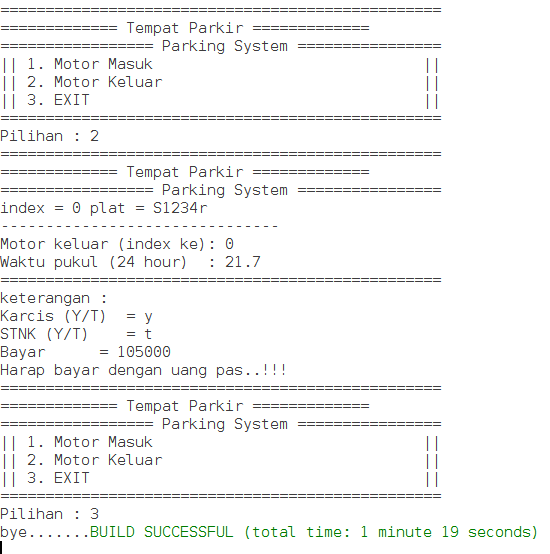 =================================================
============= Tempat Parkir =============
================= Parking System ================
|| 1. Motor Masuk                              ||
|| 2. Motor Keluar                             ||
|| 3. EXIT                                     ||
=================================================
Pilihan : 2
=================================================
============= Tempat Parkir =============
================= Parking System ================
index = 0 plat = S1234r
-------------------------------
Motor keluar (index ke): 0
Waktu pukul (24 hour)  : 21.7
=================================================
keterangan :
Karcis (Y/T)  = y
STNK (Y/T)    = t
Bayar      = 105000
Harap bayar dengan uang pas..!!!
=================================================
============= Tempat Parkir =============
================= Parking System ================
|| 1. Motor Masuk                              ||
|| 2. Motor Keluar                             ||
|| 3. EXIT                                     ||
=================================================
Pilihan : 3
bye.......BUILD SUCCESSFUL (total time: 1 minute 19 seconds)